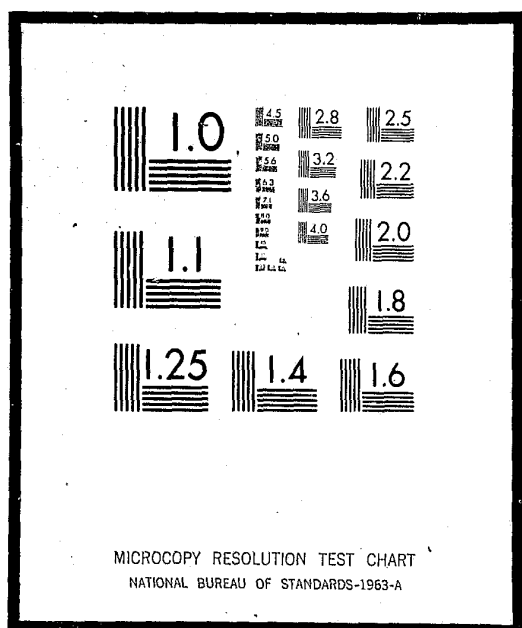 1.0 4.5 2.8 2.5
5.0
5.6 3.2 2.2
6.3
7.1 3.6
8.0 4.0 2.0
1.1
1.8
1.25 1.4 1.6
MICROCOPY RESOLUTION TEST CHART
NATIONAL BUREAU OF STANDARDS-1963-A